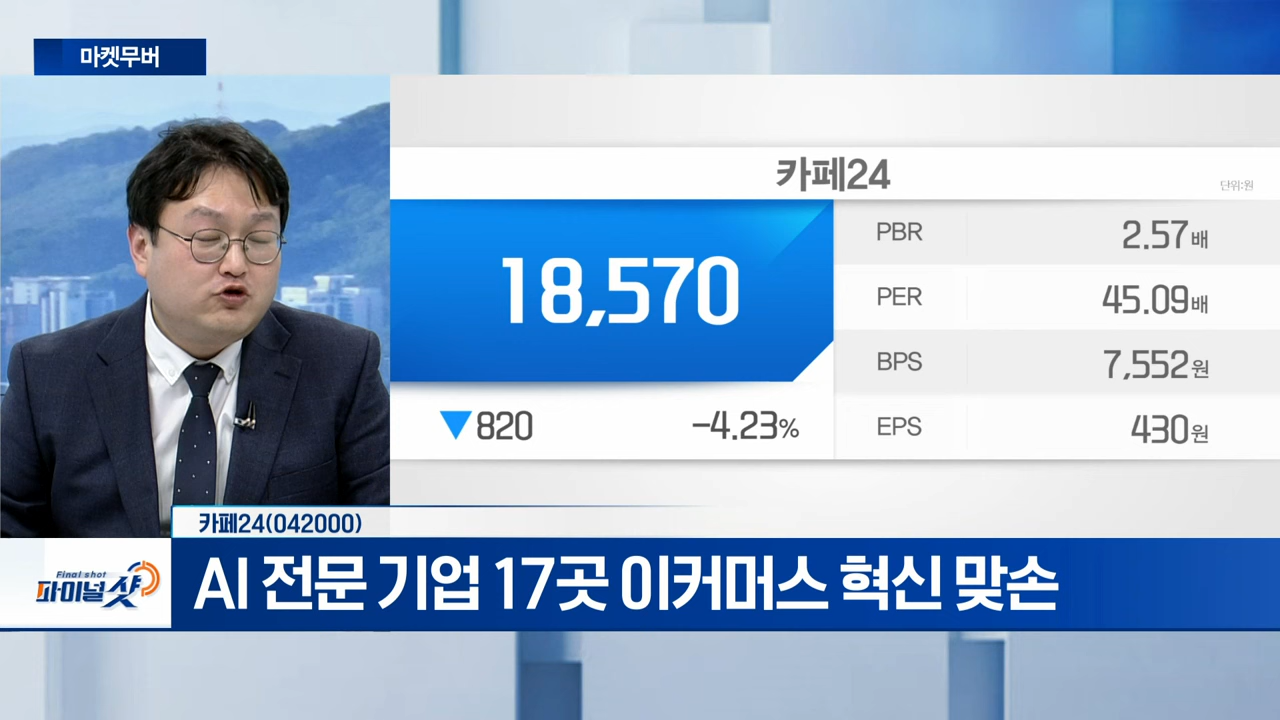 마켓무버
카페24
단위:원
18,570
▼820 -4.23%
PBR 2.57배
PER 45.09배
BPS 7,552원
EPS 430원
카페24(042000)
Final shot
파이널샷
AI 전문 기업 17곳 이커머스 혁신 맞손